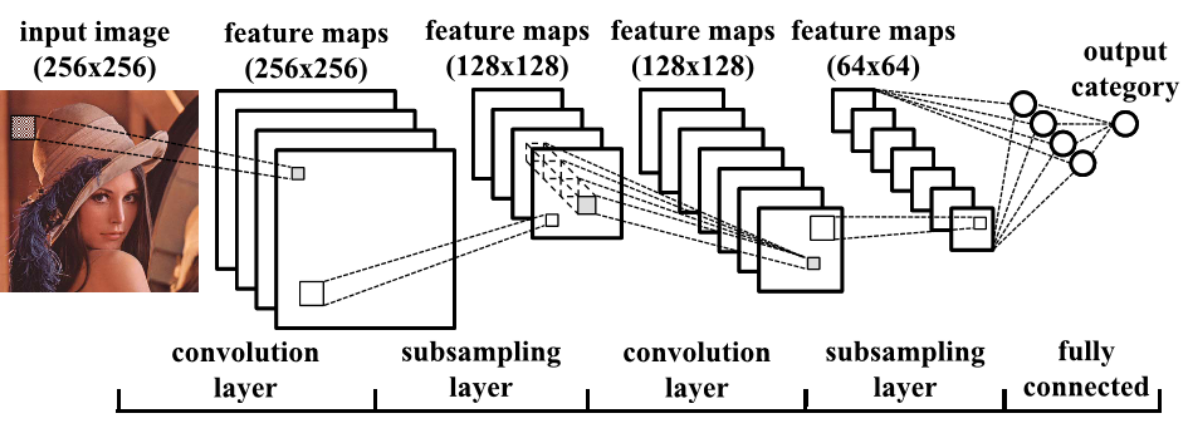 input image
(256x256)
feature maps
(256x256)
feature maps
(128x128)
feature maps
(128x128)
feature maps
(64x64)
output
category
convolution
layer
subsampling
layer
convolution
layer
subsampling
layer
fully
connected